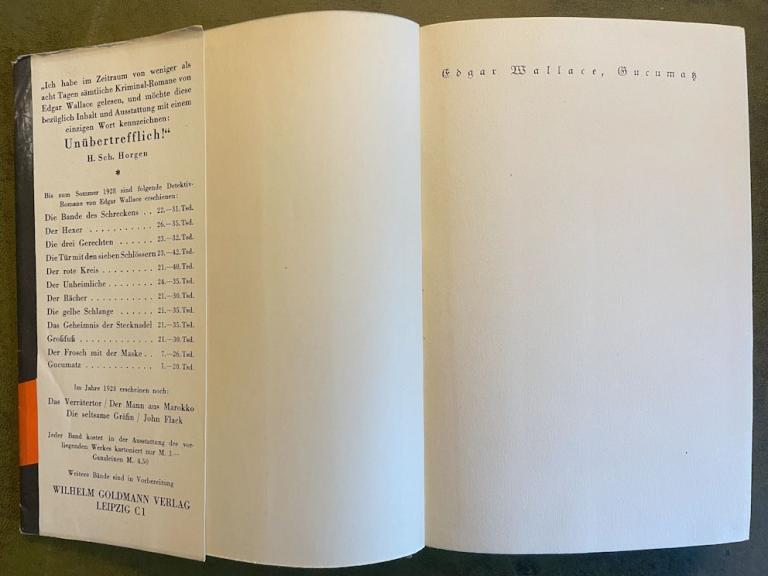 „Ich habe im Zeitraum von weniger als
acht Tagen sämtliche Kriminal-Romane von
Edgar Wallace gelesen, und möchte diese
bezüglich Inhalt und Ausstattung mit einem
einzigen Wort kennzeichnen:
Unübertrefflich!“
H. Sch. Horgen
*
Bis zum Sommer 1928 sind folgende Detektiv-
Romane von Edgar Wallace erschienen:
Die Bande des Schreckens . . 22.—31. Tsd.
Der Hexer . . . . . . . . . . . 26.—35. Tsd.
Die drei Gerechten . . . . . . 23.—32. Tsd.
Die Tür mit den sieben Schlössern 23.—42. Tsd.
Der rote Kreis . . . . . . . . . 21.—40. Tsd.
Der Unheimliche . . . . . . . 24.—35. Tsd.
Der Rächer . . . . . . . . . . 21.—30. Tsd.
Die gelbe Schlange . . . . . . 21.—35. Tsd.
Das Geheimnis der Stecknadel 21.—35. Tsd.
Großfuß . . . . . . . . . . . . 21.—30. Tsd.
Der Frosch mit der Maske . . 7.—26. Tsd.
Gucumatz . . . . . . . . . . . . 1.—20. Tsd.
Im Jahre 1928 erscheinen noch:
Das Verrätertor / Der Mann aus Marokko
Die seltsame Gräfin / John Flack
Jeder Band kostet in der Ausstattung des vor-
liegenden Werkes kartoniert nur M. 3.—
Ganzleinen M. 4.50
Weitere Bände sind in Vorbereitung
WILHELM GOLDMANN VERLAG
LEIPZIG C1
Edgar Wallace, Gucumatz